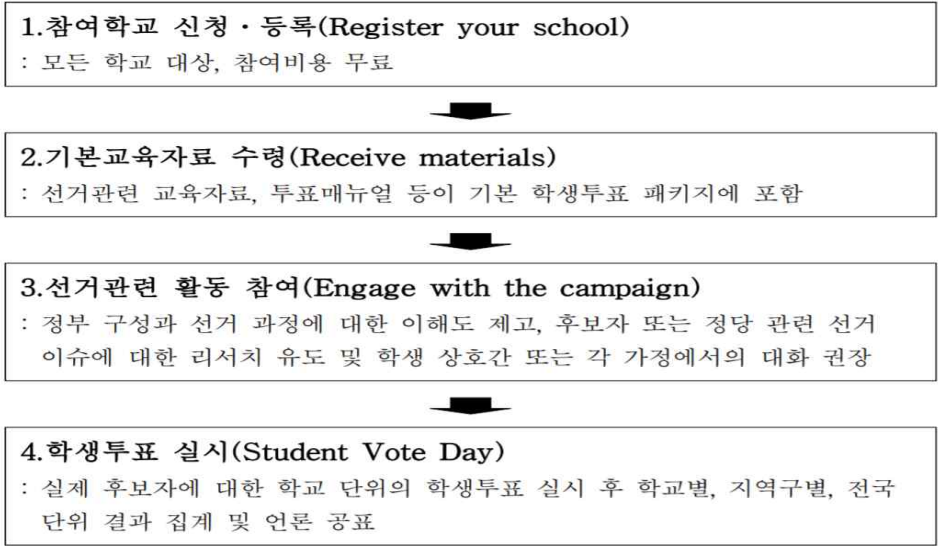 1.참여학교 신청·등록(Register your school)
: 모든 학교 대상, 참여비용 무료
2.기본교육자료 수령(Receive materials)
: 선거관련 교육자료, 투표매뉴얼 등이 기본 학생투표 패키지에 포함
3.선거관련 활동 참여(Engage with the campaign)
: 정부 구성과 선거 과정에 대한 이해도 제고, 후보자 또는 정당 관련 선거
이슈에 대한 리서치 유도 및 학생 상호간 또는 각 가정에서의 대화 권장
4.학생투표 실시(Student Vote Day)
: 실제 후보자에 대한 학교 단위의 학생투표 실시 후 학교별, 지역구별, 전국
단위 결과 집계 및 언론 공표